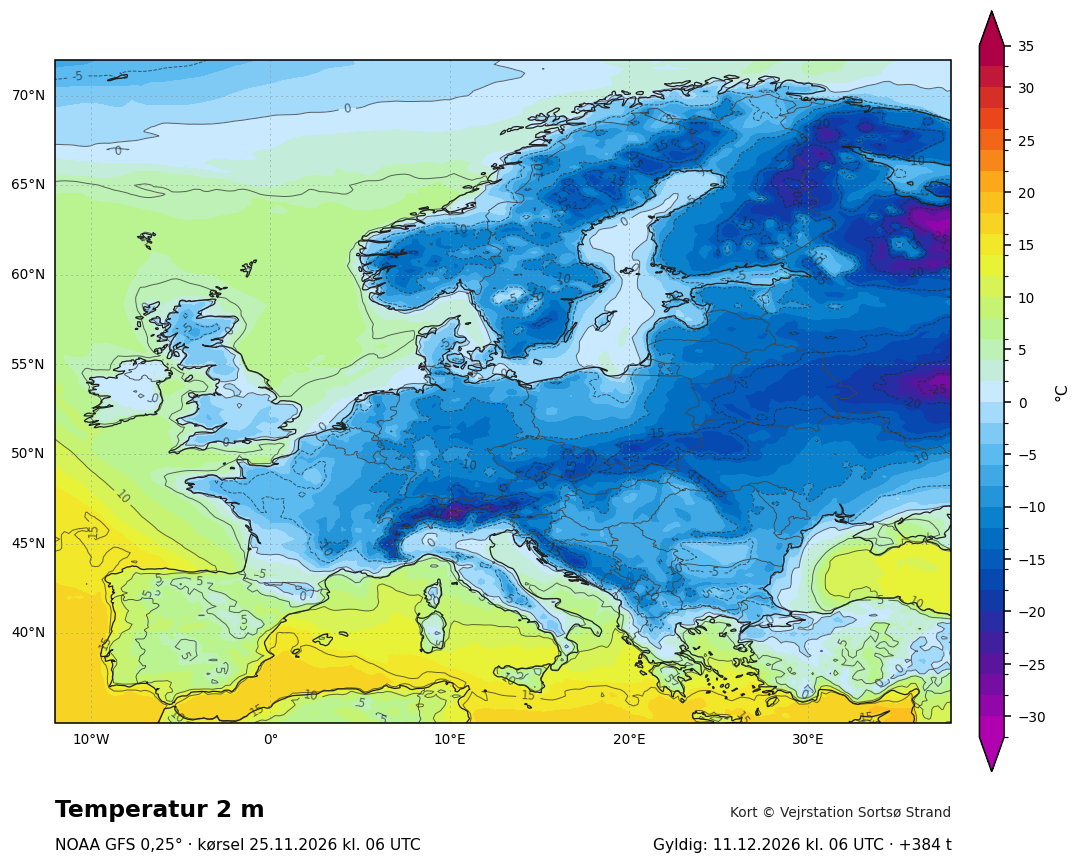 70°N
65°N
60°N
55°N
50°N
45°N
40°N
10°W
0°
10°E
20°E
30°E
35
30
25
20
15
10
5
0
−5
−10
−15
−20
−25
−30
°C
Temperatur 2 m
Kort © Vejrstation Sortsø Strand
NOAA GFS 0,25° · kørsel 25.11.2026 kl. 06 UTC
Gyldig: 11.12.2026 kl. 06 UTC · +384 t